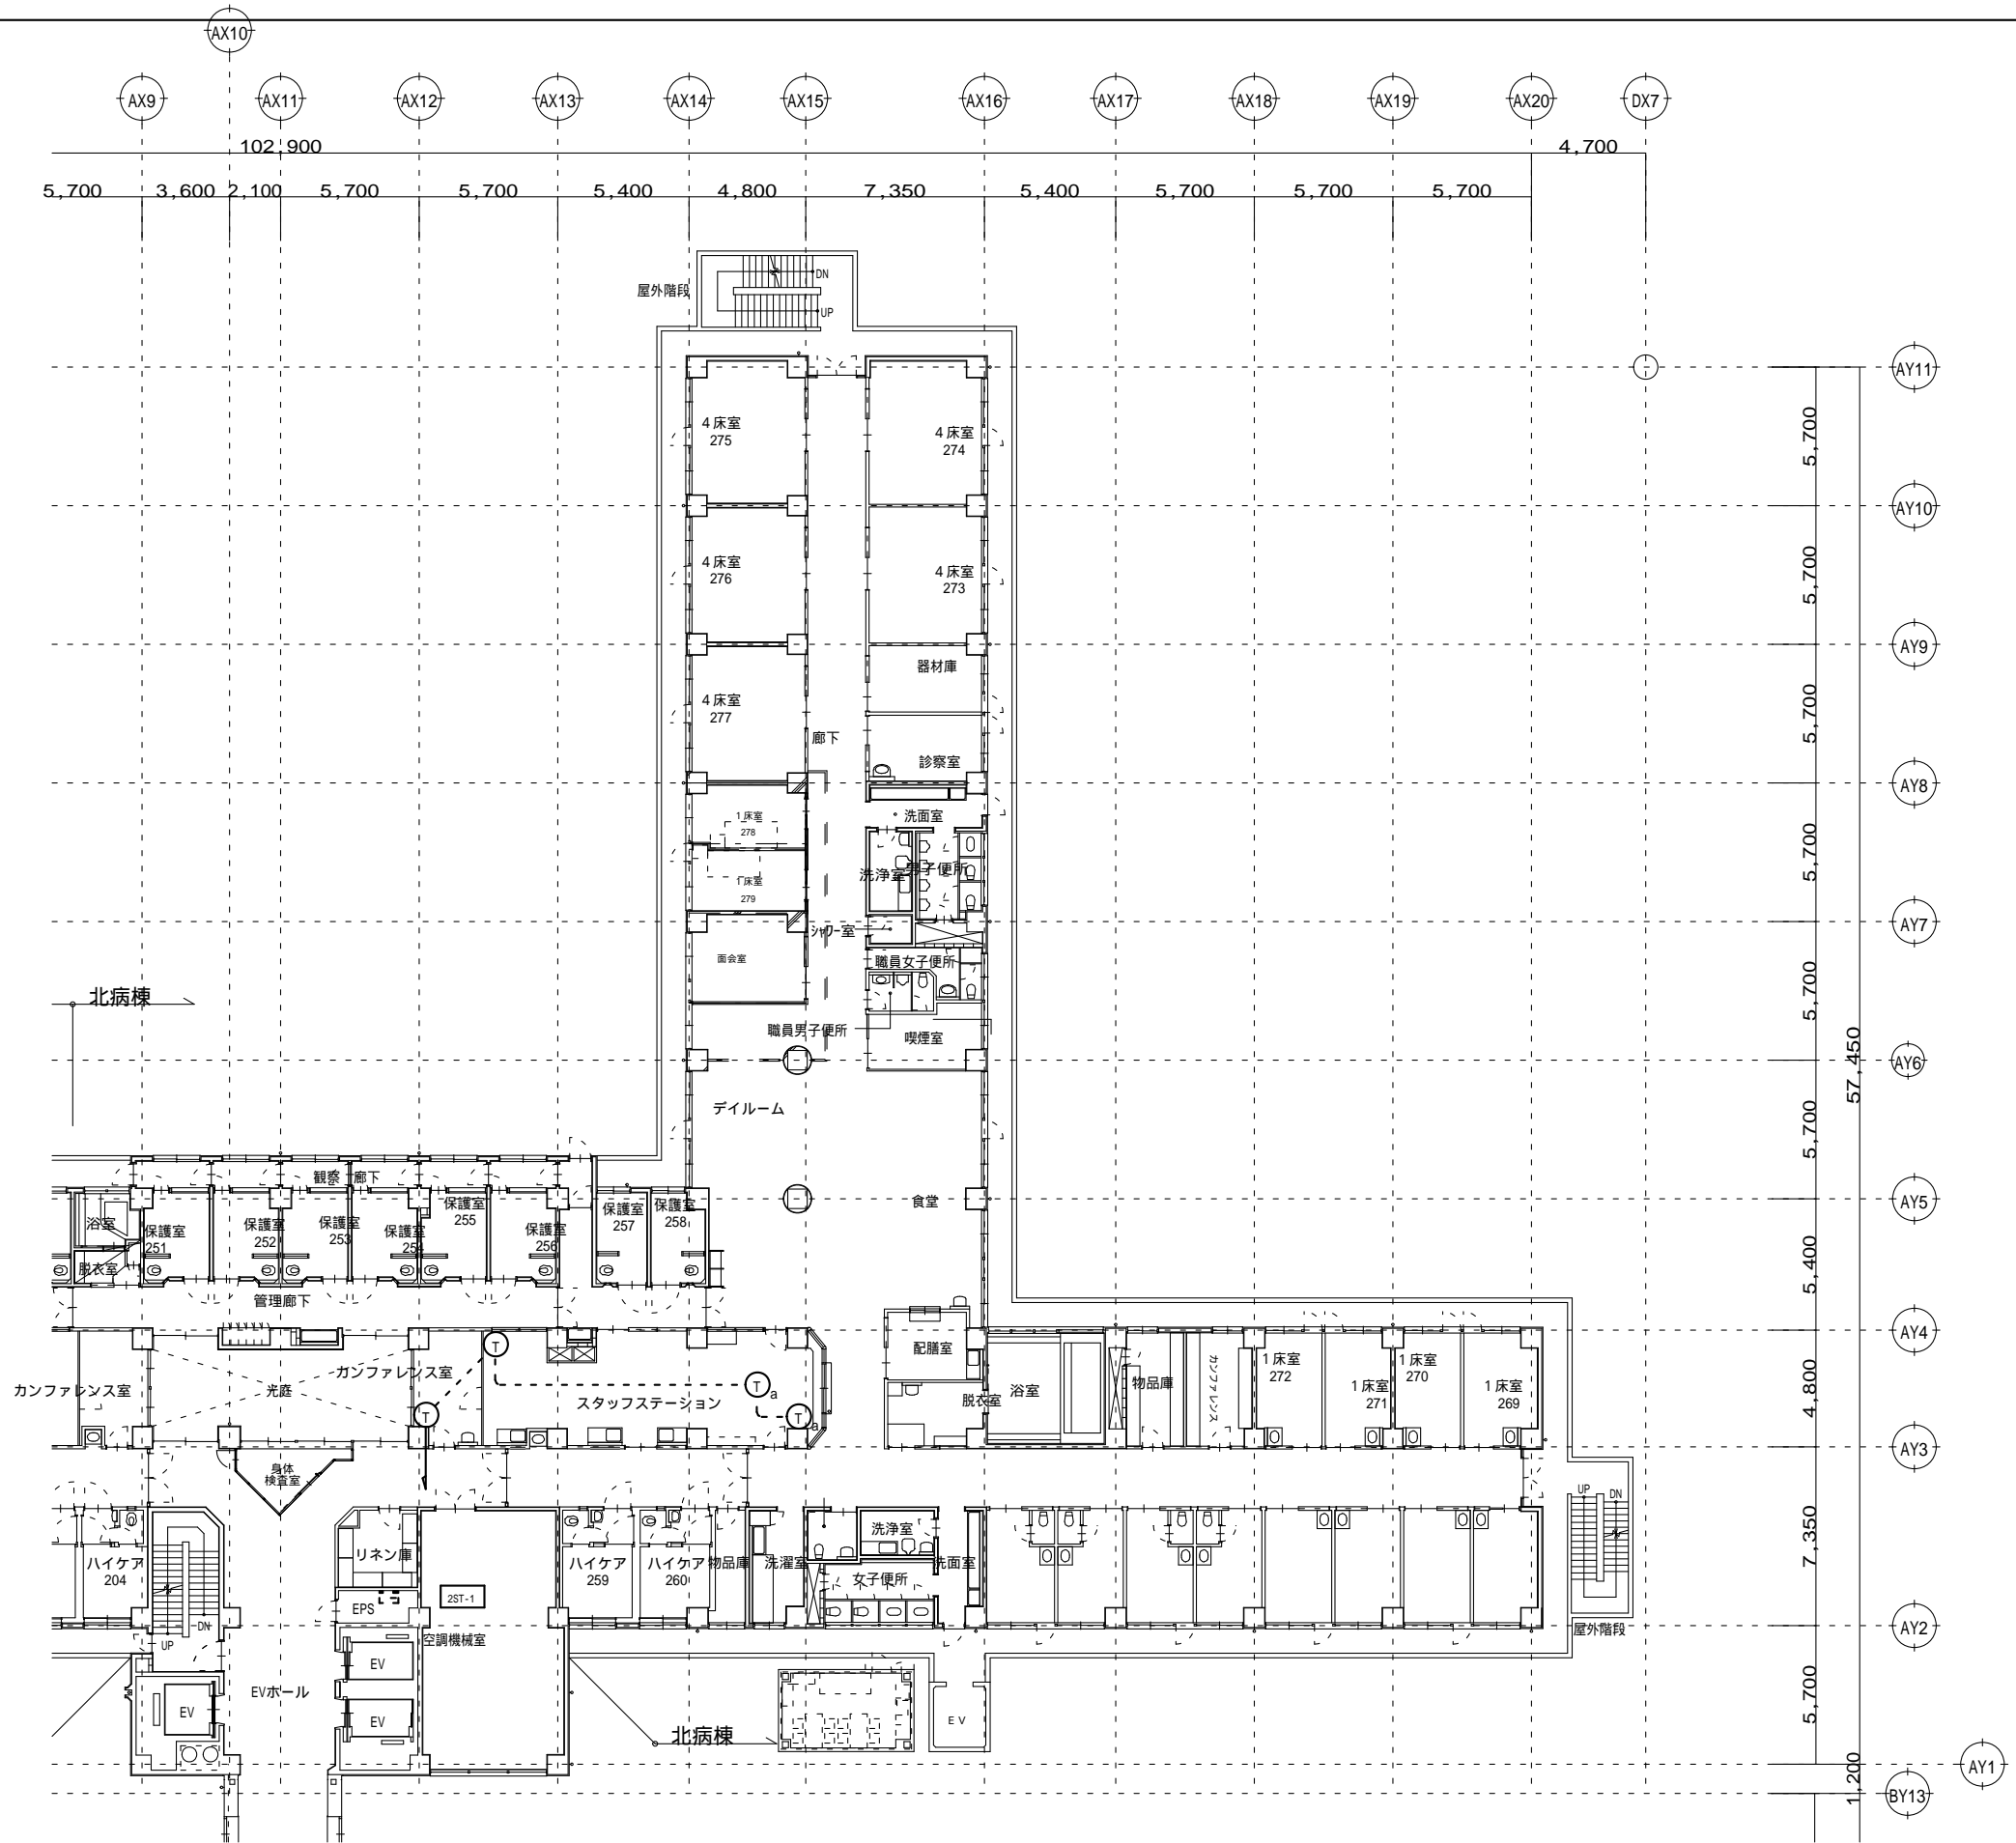 AX10
AX9
AX11
AX12
AX13
AX14
AX15
AX16
AX17
AX18
AX19
AX20
DX7
102,900
4,700
5,700
3,600
2,100
5,700
5,700
5,400
4,800
7,350
5,400
5,700
5,700
5,700
DN
屋外階段
UP
AY11
4床室
275
4床室
274
5,700
AY10
4床室
276
4床室
273
5,700
AY9
器材庫
4床室
277
5,700
廊下
診察室
AY8
1床室
278
洗面室
5,700
洗浄室
男子便所
1床室
279
AY7
シャワー室
面会室
職員女子便所
5,700
北病棟
職員男子便所
喫煙室
57,450
AY6
デイルーム
5,700
観察
廊下
保護室
255
保護室
257
保護室
258
食堂
AY5
浴室
保護室
251
保護室
252
保護室
253
保護室
254
保護室
256
脱衣室
5,400
管理廊下
AY4
配膳室
カンファレンス室
カンファレンス室
光庭
T
T
a
T
a
T
スタッフステーション
脱衣室
浴室
物品庫
カンファレンス
1床室
272
1床室
271
1床室
270
1床室
269
4,800
AY3
身体
検査室
UP
DN
7,350
ハイケア
204
リネン庫
ハイケア
259
ハイケア
260
物品庫
洗濯室
洗浄室
洗面室
女子便所
EPS
2ST-1
DN
UP
空調機械室
屋外階段
AY2
EV
EV
EV
EVホール
北病棟
EV
5,700
AY1
1,200
BY13